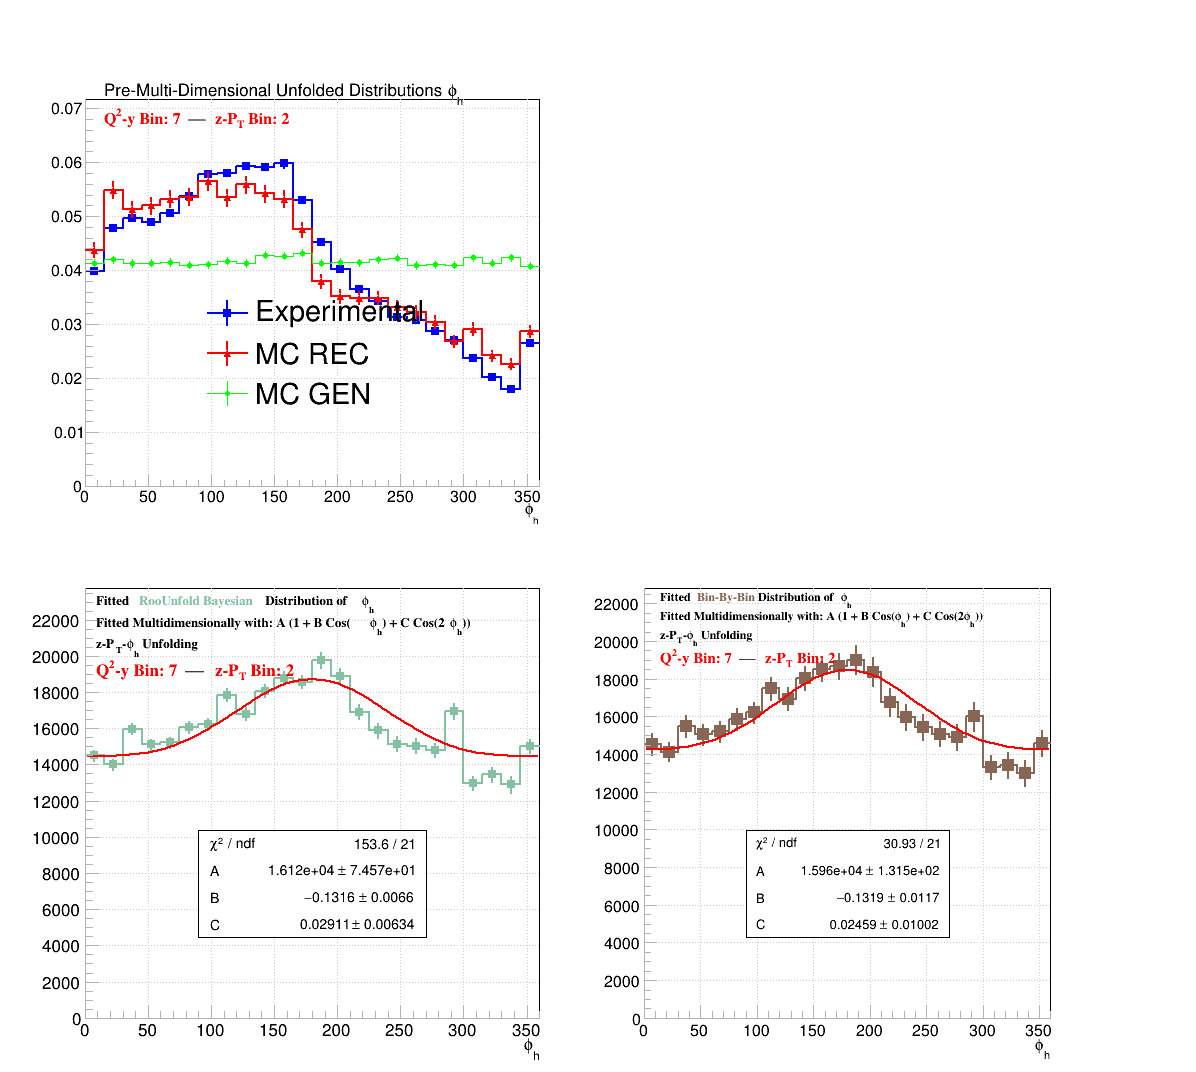 Pre-Multi-Dimensional Unfolded Distributions ϕh
Q²-y Bin: 7 — z-PT Bin: 2
0.07
0.06
0.05
0.04
0.03
0.02
0.01
0
Experimental
MC REC
MC GEN
0 50 100 150 200 250 300 350
ϕh
Fitted RooUnfold Bayesian Distribution of ϕh
Fitted Multidimensionally with: A (1 + B Cos( ϕh) + C Cos(2 ϕh))
z-PT-ϕh Unfolding
Q²-y Bin: 7 — z-PT Bin: 2
22000
20000
18000
16000
14000
12000
10000
8000
6000
4000
2000
0
χ² / ndf 153.6 / 21
A 1.612e+04 ± 7.457e+01
B −0.1316 ± 0.0066
C 0.02911 ± 0.00634
0 50 100 150 200 250 300 350
ϕh
Fitted Bin-By-Bin Distribution of ϕh
Fitted Multidimensionally with: A (1 + B Cos(ϕh) + C Cos(2ϕh))
z-PT-ϕh Unfolding
Q²-y Bin: 7 — z-PT Bin: 2
22000
20000
18000
16000
14000
12000
10000
8000
6000
4000
2000
0
χ² / ndf 30.93 / 21
A 1.596e+04 ± 1.315e+02
B −0.1319 ± 0.0117
C 0.02459 ± 0.01002
0 50 100 150 200 250 300 350
ϕh